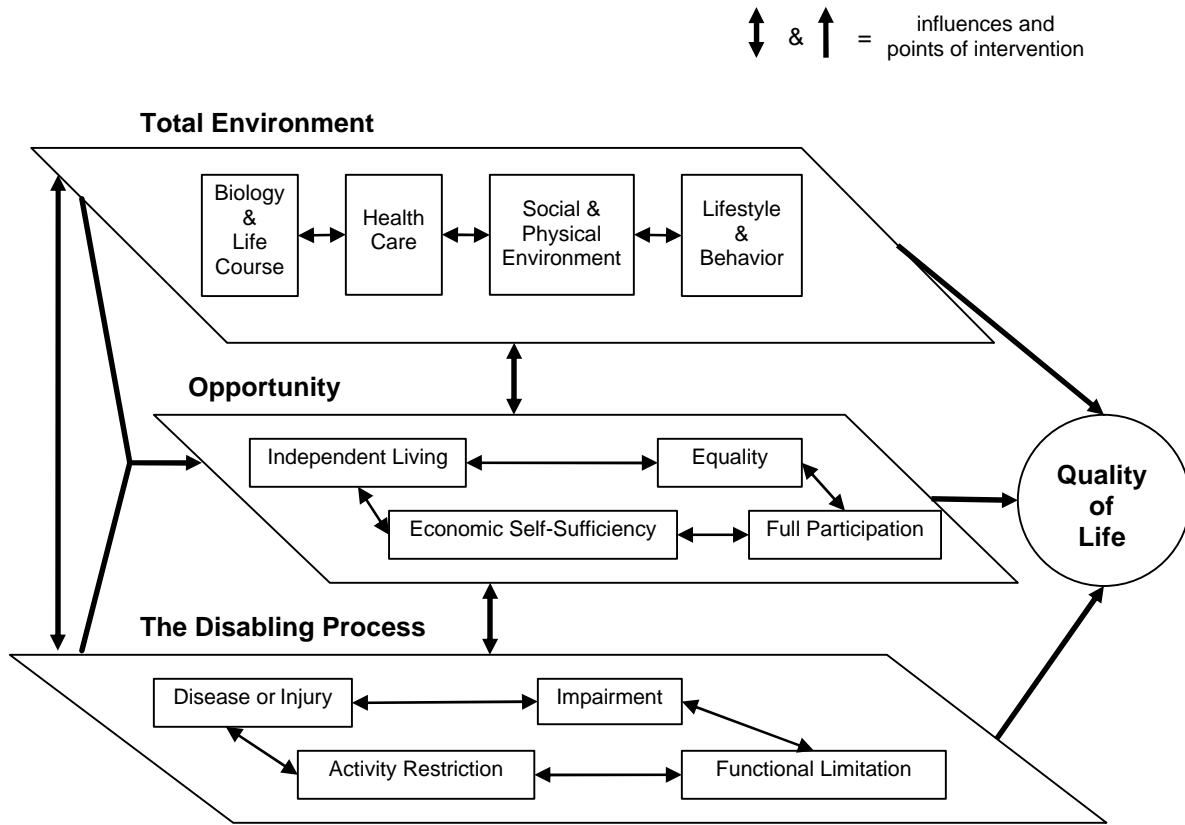 & = influences and
points of intervention
Total Environment
Biology
&
Life
Course
Health
Care
Social &
Physical
Environment
Lifestyle
&
Behavior
Opportunity
Independent Living
Equality
Economic Self-Sufficiency
Full Participation
Quality
of
Life
The Disabling Process
Disease or Injury
Impairment
Activity Restriction
Functional Limitation